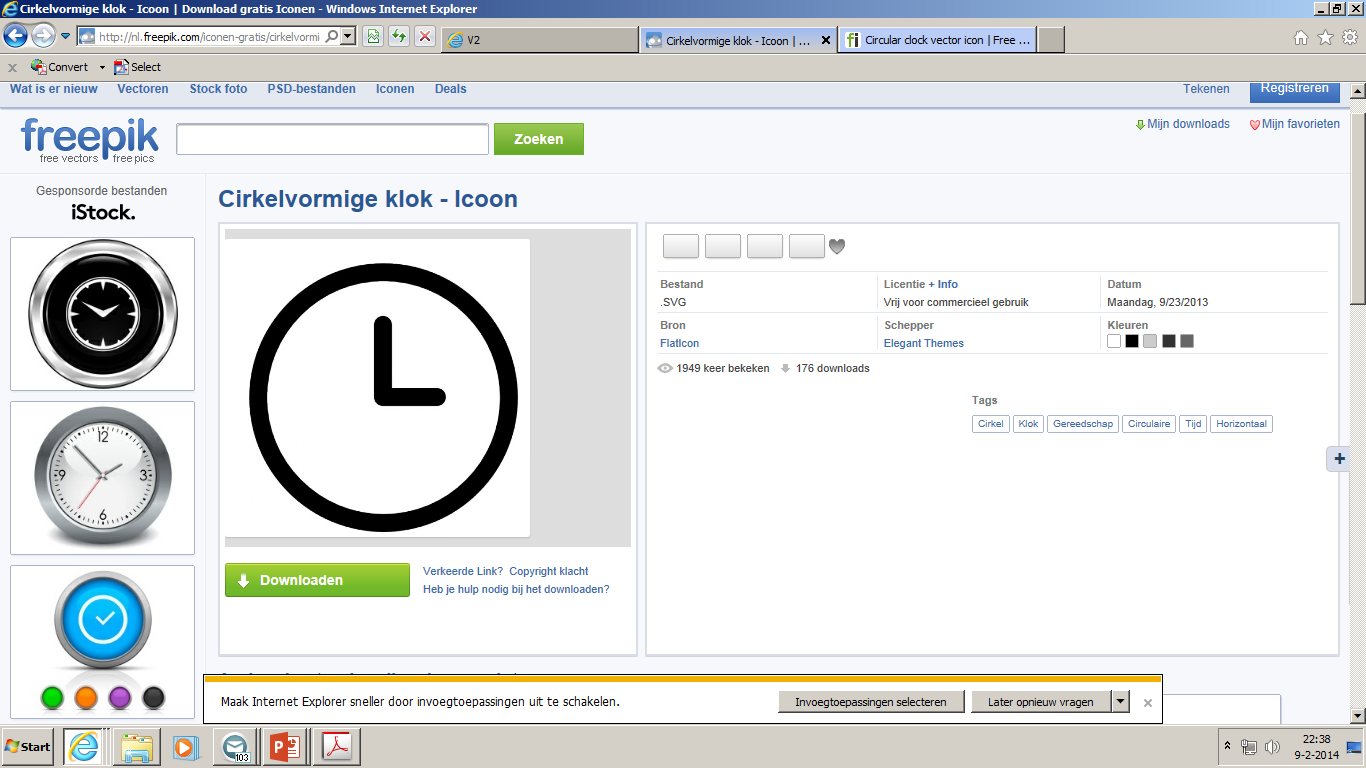 Cirkelvormige klok - Icoon | Download gratis Iconen - Windows Internet Explorer
http://nl.freepik.com/iconen-gratis/cirkelvormi
V2
Cirkelvormige klok - Icoon | ...
Circular clock vector icon | Free ...
x Convert Select
Wat is er nieuw Vectoren Stock foto PSD-bestanden Iconen Deals Tekenen Registreren
freepik
free vectors free pics
Zoeken
Mijn downloads Mijn favorieten
Gesponsorde bestanden
iStock.
Cirkelvormige klok - Icoon
12
9 3
6
Bestand Licentie + Info Datum
.SVG Vrij voor commercieel gebruik Maandag, 9/23/2013
Bron Schepper Kleuren
FlatIcon Elegant Themes
1949 keer bekeken 176 downloads
Tags
Cirkel Klok Gereedschap Circulaire Tijd Horizontaal
+
Downloaden
Verkeerde Link? Copyright klacht
Heb je hulp nodig bij het downloaden?
Maak Internet Explorer sneller door invoegtoepassingen uit te schakelen.
Invoegtoepassingen selecteren Later opnieuw vragen
Start
103
22:38
9-2-2014